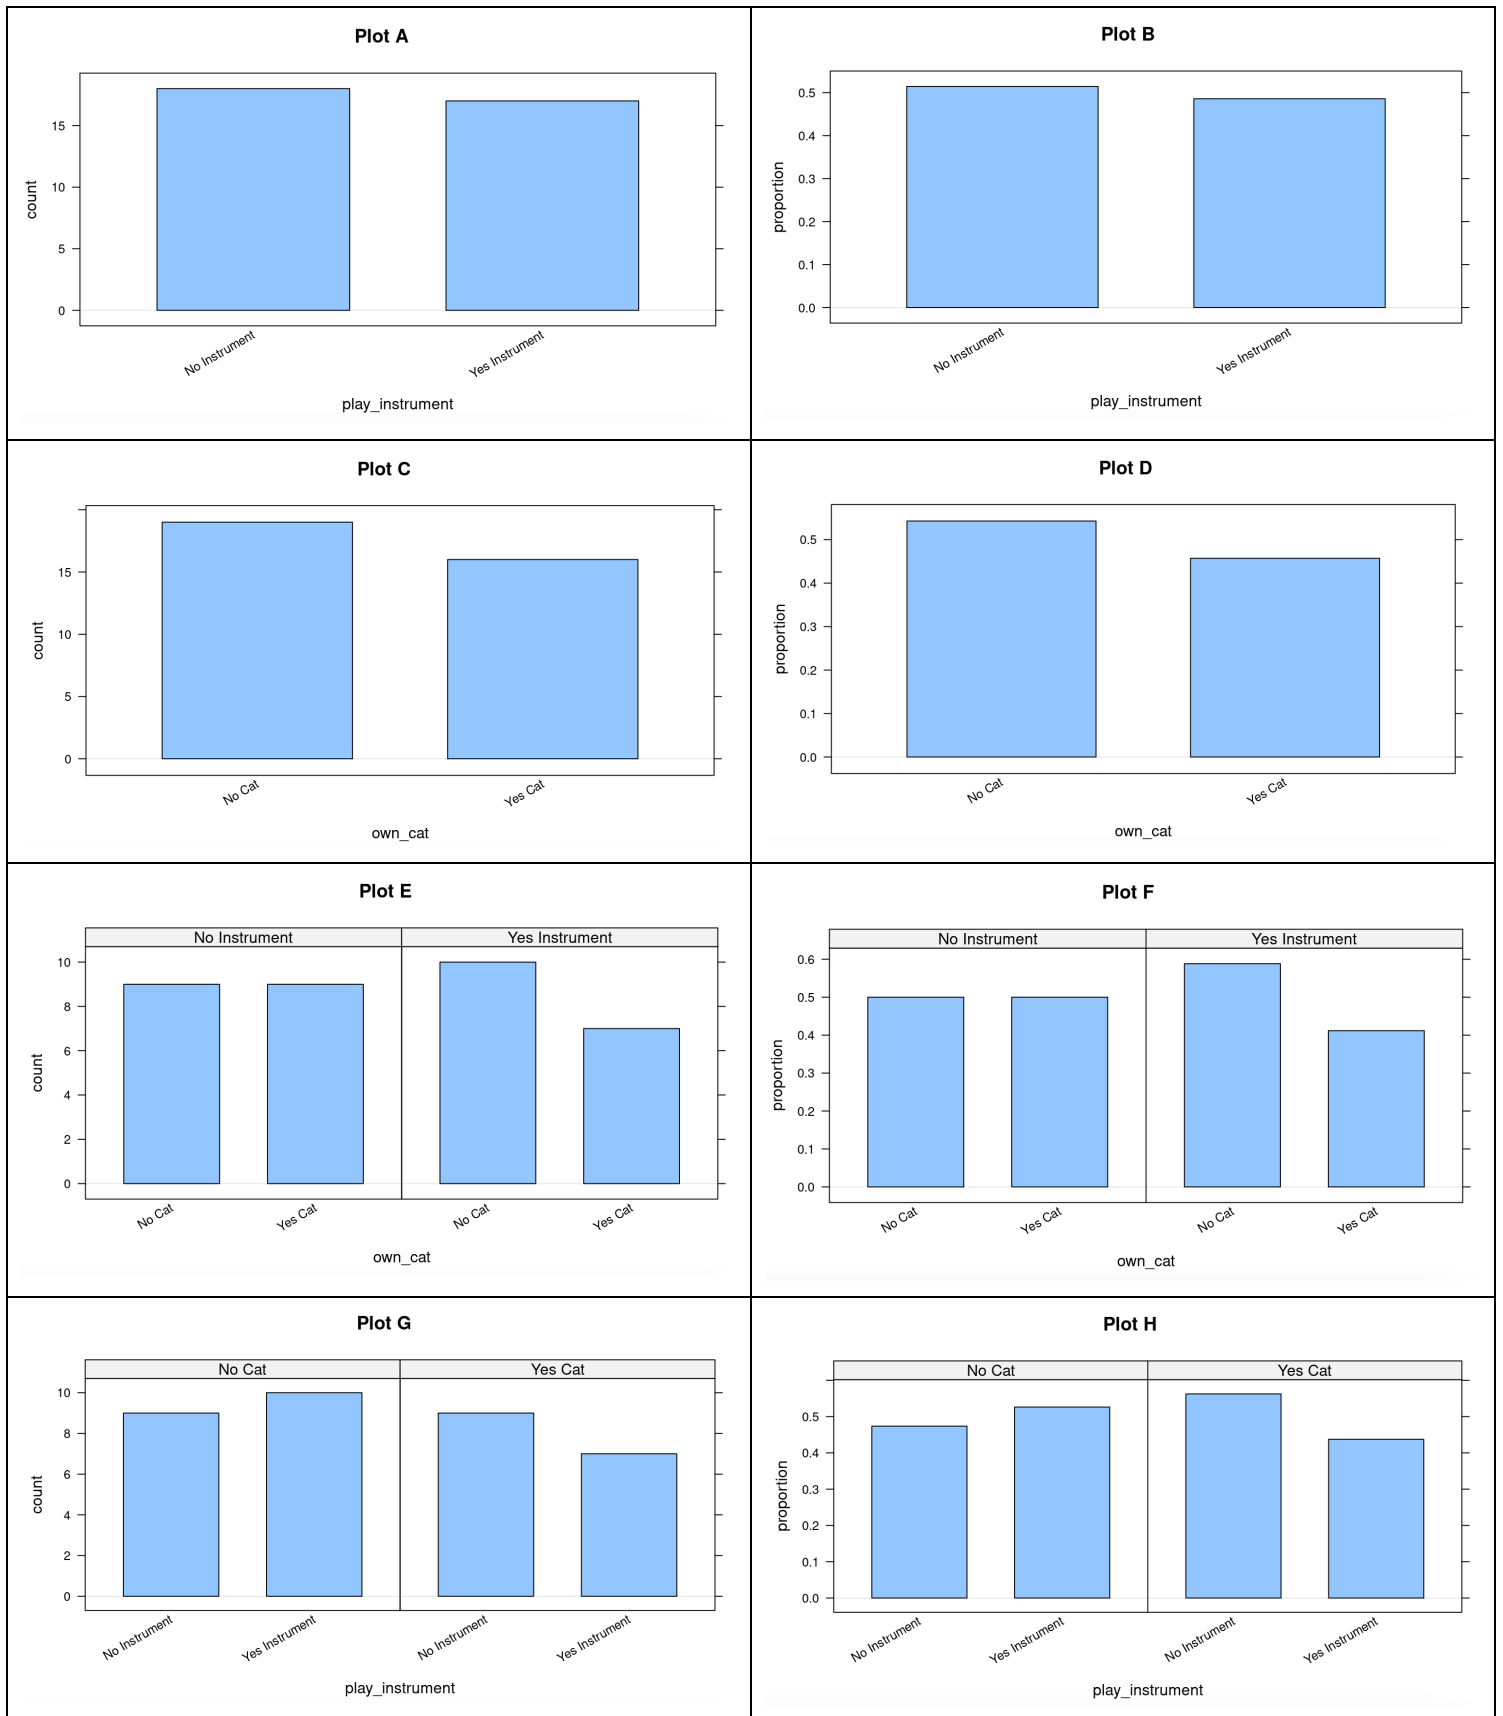 Plot A
count
15
10
5
0
No Instrument
Yes Instrument
play_instrument
Plot B
proportion
0.5
0.4
0.3
0.2
0.1
0.0
No Instrument
Yes Instrument
play_instrument
Plot C
count
15
10
5
0
No Cat
Yes Cat
own_cat
Plot D
proportion
0.5
0.4
0.3
0.2
0.1
0.0
No Cat
Yes Cat
own_cat
Plot E
No Instrument
Yes Instrument
count
10
8
6
4
2
0
No Cat
Yes Cat
No Cat
Yes Cat
own_cat
Plot F
No Instrument
Yes Instrument
proportion
0.6
0.5
0.4
0.3
0.2
0.1
0.0
No Cat
Yes Cat
No Cat
Yes Cat
own_cat
Plot G
No Cat
Yes Cat
count
10
8
6
4
2
0
No Instrument
Yes Instrument
No Instrument
Yes Instrument
play_instrument
Plot H
No Cat
Yes Cat
proportion
0.5
0.4
0.3
0.2
0.1
0.0
No Instrument
Yes Instrument
No Instrument
Yes Instrument
play_instrument